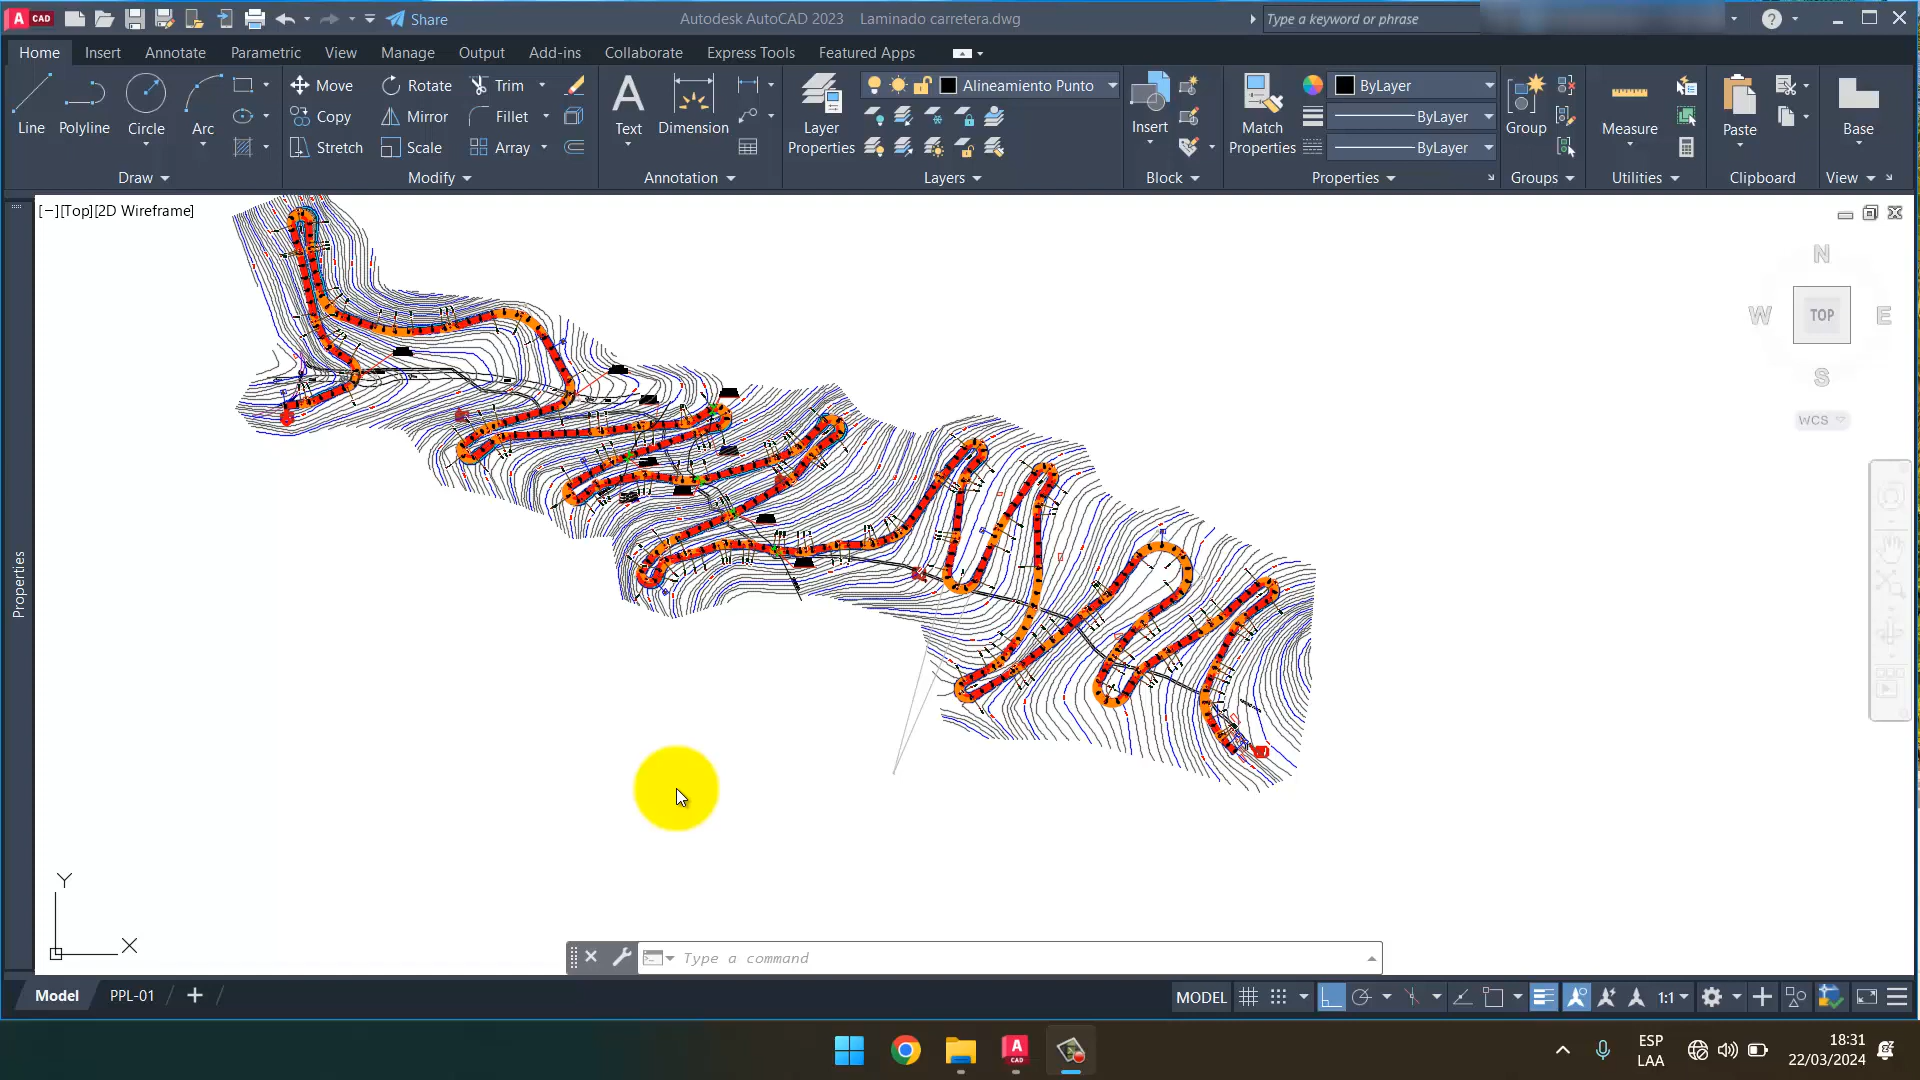 A CAD
Share
Autodesk AutoCAD 2023 Laminado carretera.dwg
Type a keyword or phrase
?
Home Insert Annotate Parametric View Manage Output Add-ins Collaborate Express Tools Featured Apps
Line
Polyline
Circle
Arc
Draw
Move
Rotate
Trim
Copy
Mirror
Fillet
Stretch
Scale
Array
Modify
A
Text
Dimension
Annotation
Layer
Properties
Alineamiento Punto
Layers
Insert
Block
Match
Properties
ByLayer
ByLayer
ByLayer
Properties
Group
Groups
Measure
Utilities
Paste
Clipboard
Base
View
[−][Top][2D Wireframe]
N
W
TOP
E
S
WCS
Properties
Y
X
Type a command
Model PPL-01 +
MODEL
1:1
A
CAD
ESP
LAA
18:31
22/03/2024